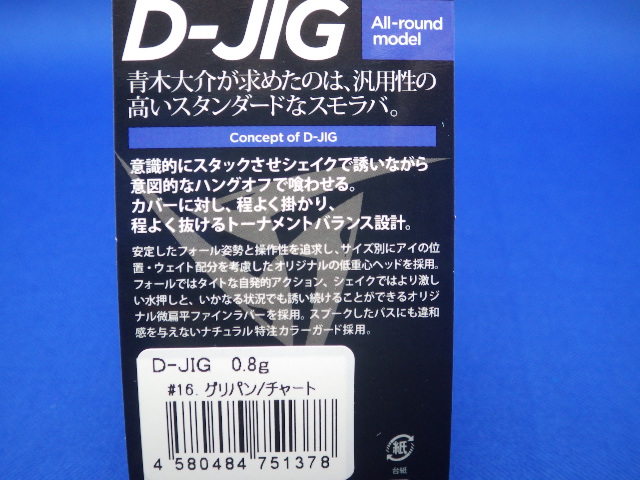 D-JIG
All-round
model
青木大介が求めたのは、汎用性の
高いスタンダードなスモラバ。
Concept of D-JIG
意識的にスタックさせシェイクで誘いながら
意図的なハングオフで喰わせる。
カバーに対し、程よく掛かり、
程よく抜けるトーナメントバランス設計。
安定したフォール姿勢と操作性を追求し、サイズ別にアイの位
置・ウェイト配分を考慮したオリジナルの低重心ヘッドを採用。
フォールではタイトな自発的アクション、シェイクではより激し
い水押しと、いかなる状況でも誘い続けることができるオリジ
ナル微扁平ファインラバーを採用。スプークしたバスにも違和
感を与えないナチュラル特注カラーガード採用。
D-JIG 0.8g
#16. グリパン/チャート
4 580484 751378
紙
台紙